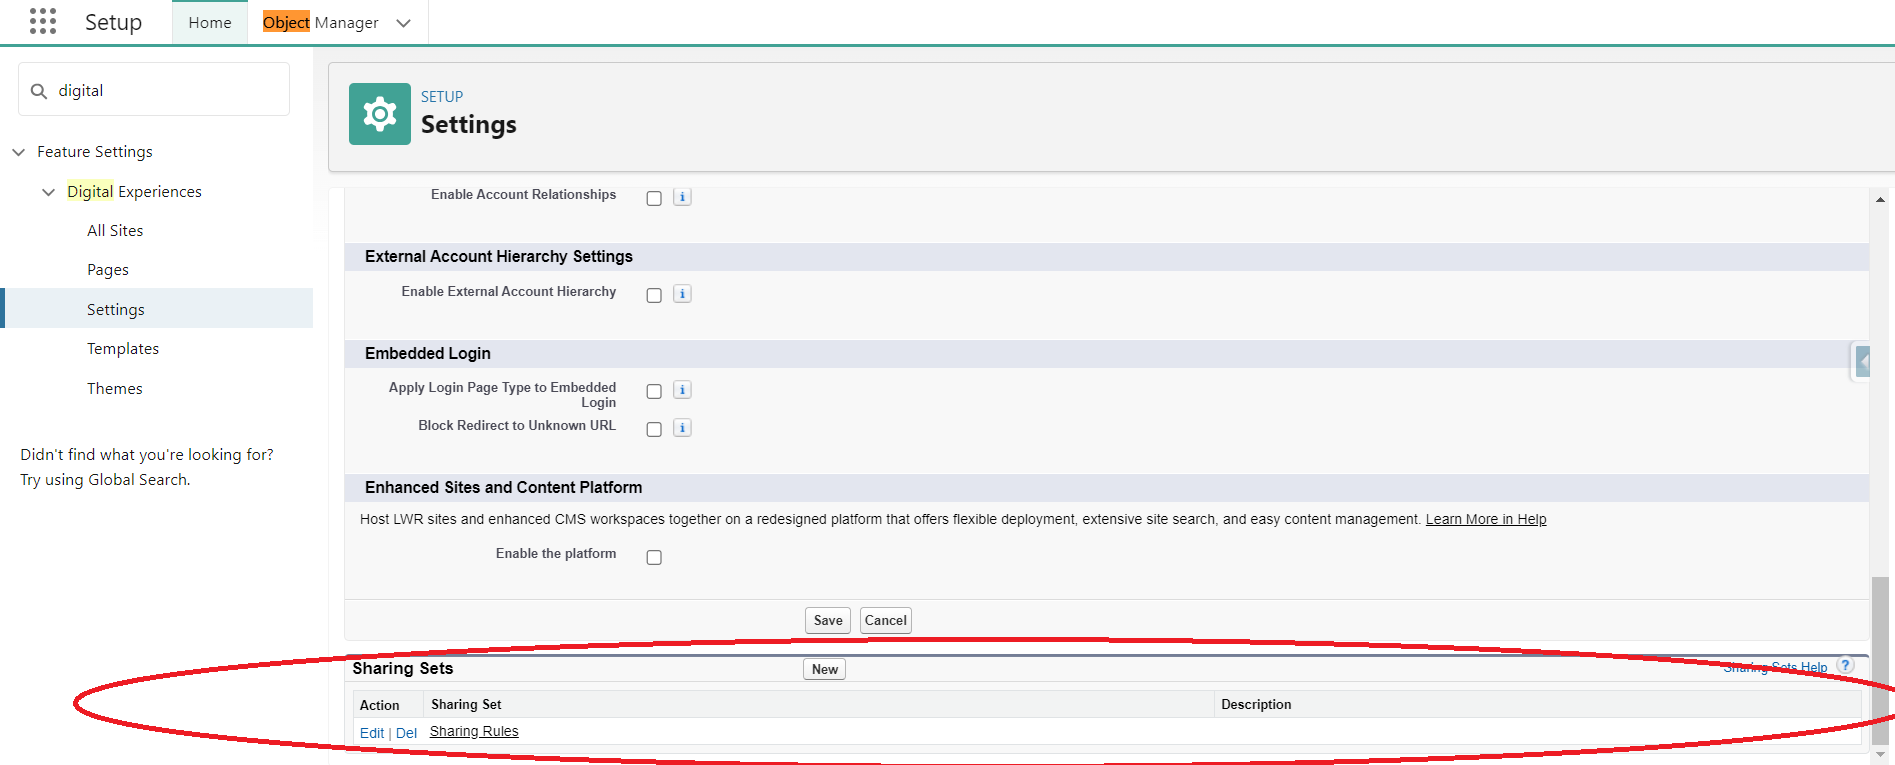 Setup
Home
Object Manager
digital
Feature Settings
Digital Experiences
All Sites
Pages
Settings
Templates
Themes
Didn't find what you're looking for?
Try using Global Search.
SETUP
Settings
Enable Account Relationships
i
External Account Hierarchy Settings
Enable External Account Hierarchy
i
Embedded Login
Apply Login Page Type to Embedded
Login
i
Block Redirect to Unknown URL
i
Enhanced Sites and Content Platform
Host LWR sites and enhanced CMS workspaces together on a redesigned platform that offers flexible deployment, extensive site search, and easy content management. Learn More in Help
Enable the platform
Save Cancel
Sharing Sets New Sharing Sets Help ?
Action Sharing Set Description
Edit | Del Sharing Rules